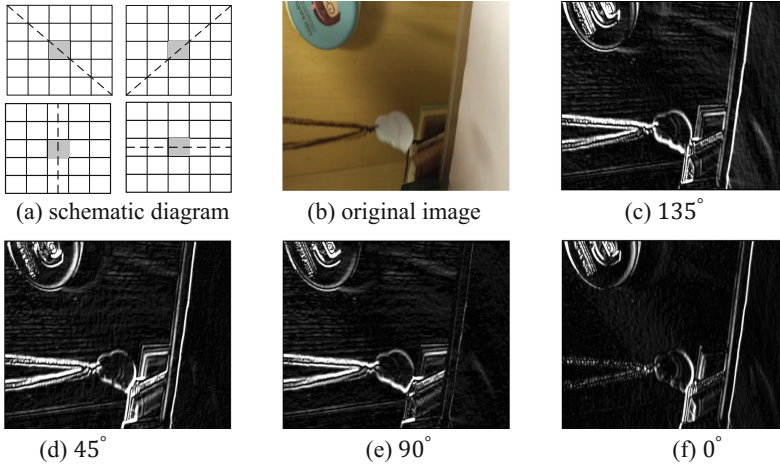 (a) schematic diagram
(b) original image
(c) 135°
(d) 45°
(e) 90°
(f) 0°